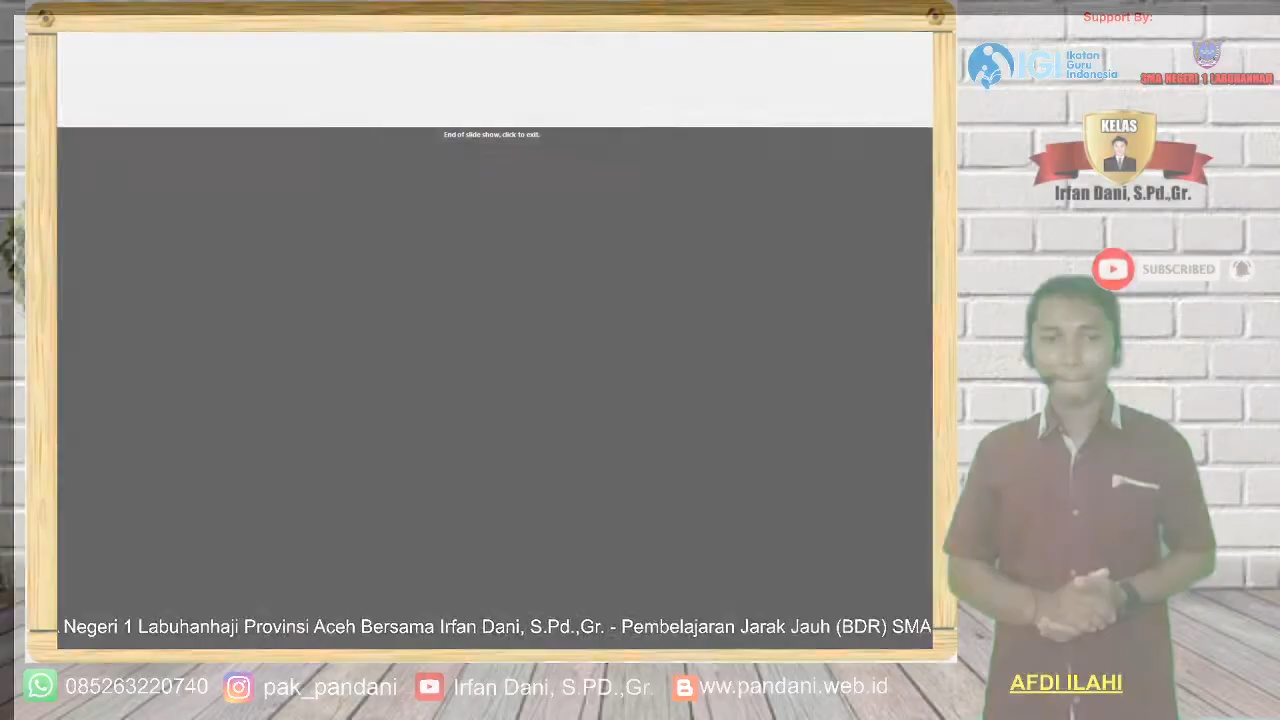 Support By:
IGI Ikatan
Guru
Indonesia
SMA NEGERI 1 LABUHANHAJI
KELAS
Irfan Dani, S.Pd.,Gr.
End of slide show, click to exit.
SUBSCRIBED
Negeri 1 Labuhanhaji Provinsi Aceh Bersama Irfan Dani, S.Pd.,Gr. - Pembelajaran Jarak Jauh (BDR) SMA
085263220740
pak_pandani
Irfan Dani, S.PD.,Gr.
ww.pandani.web.id
AFDI ILAHI